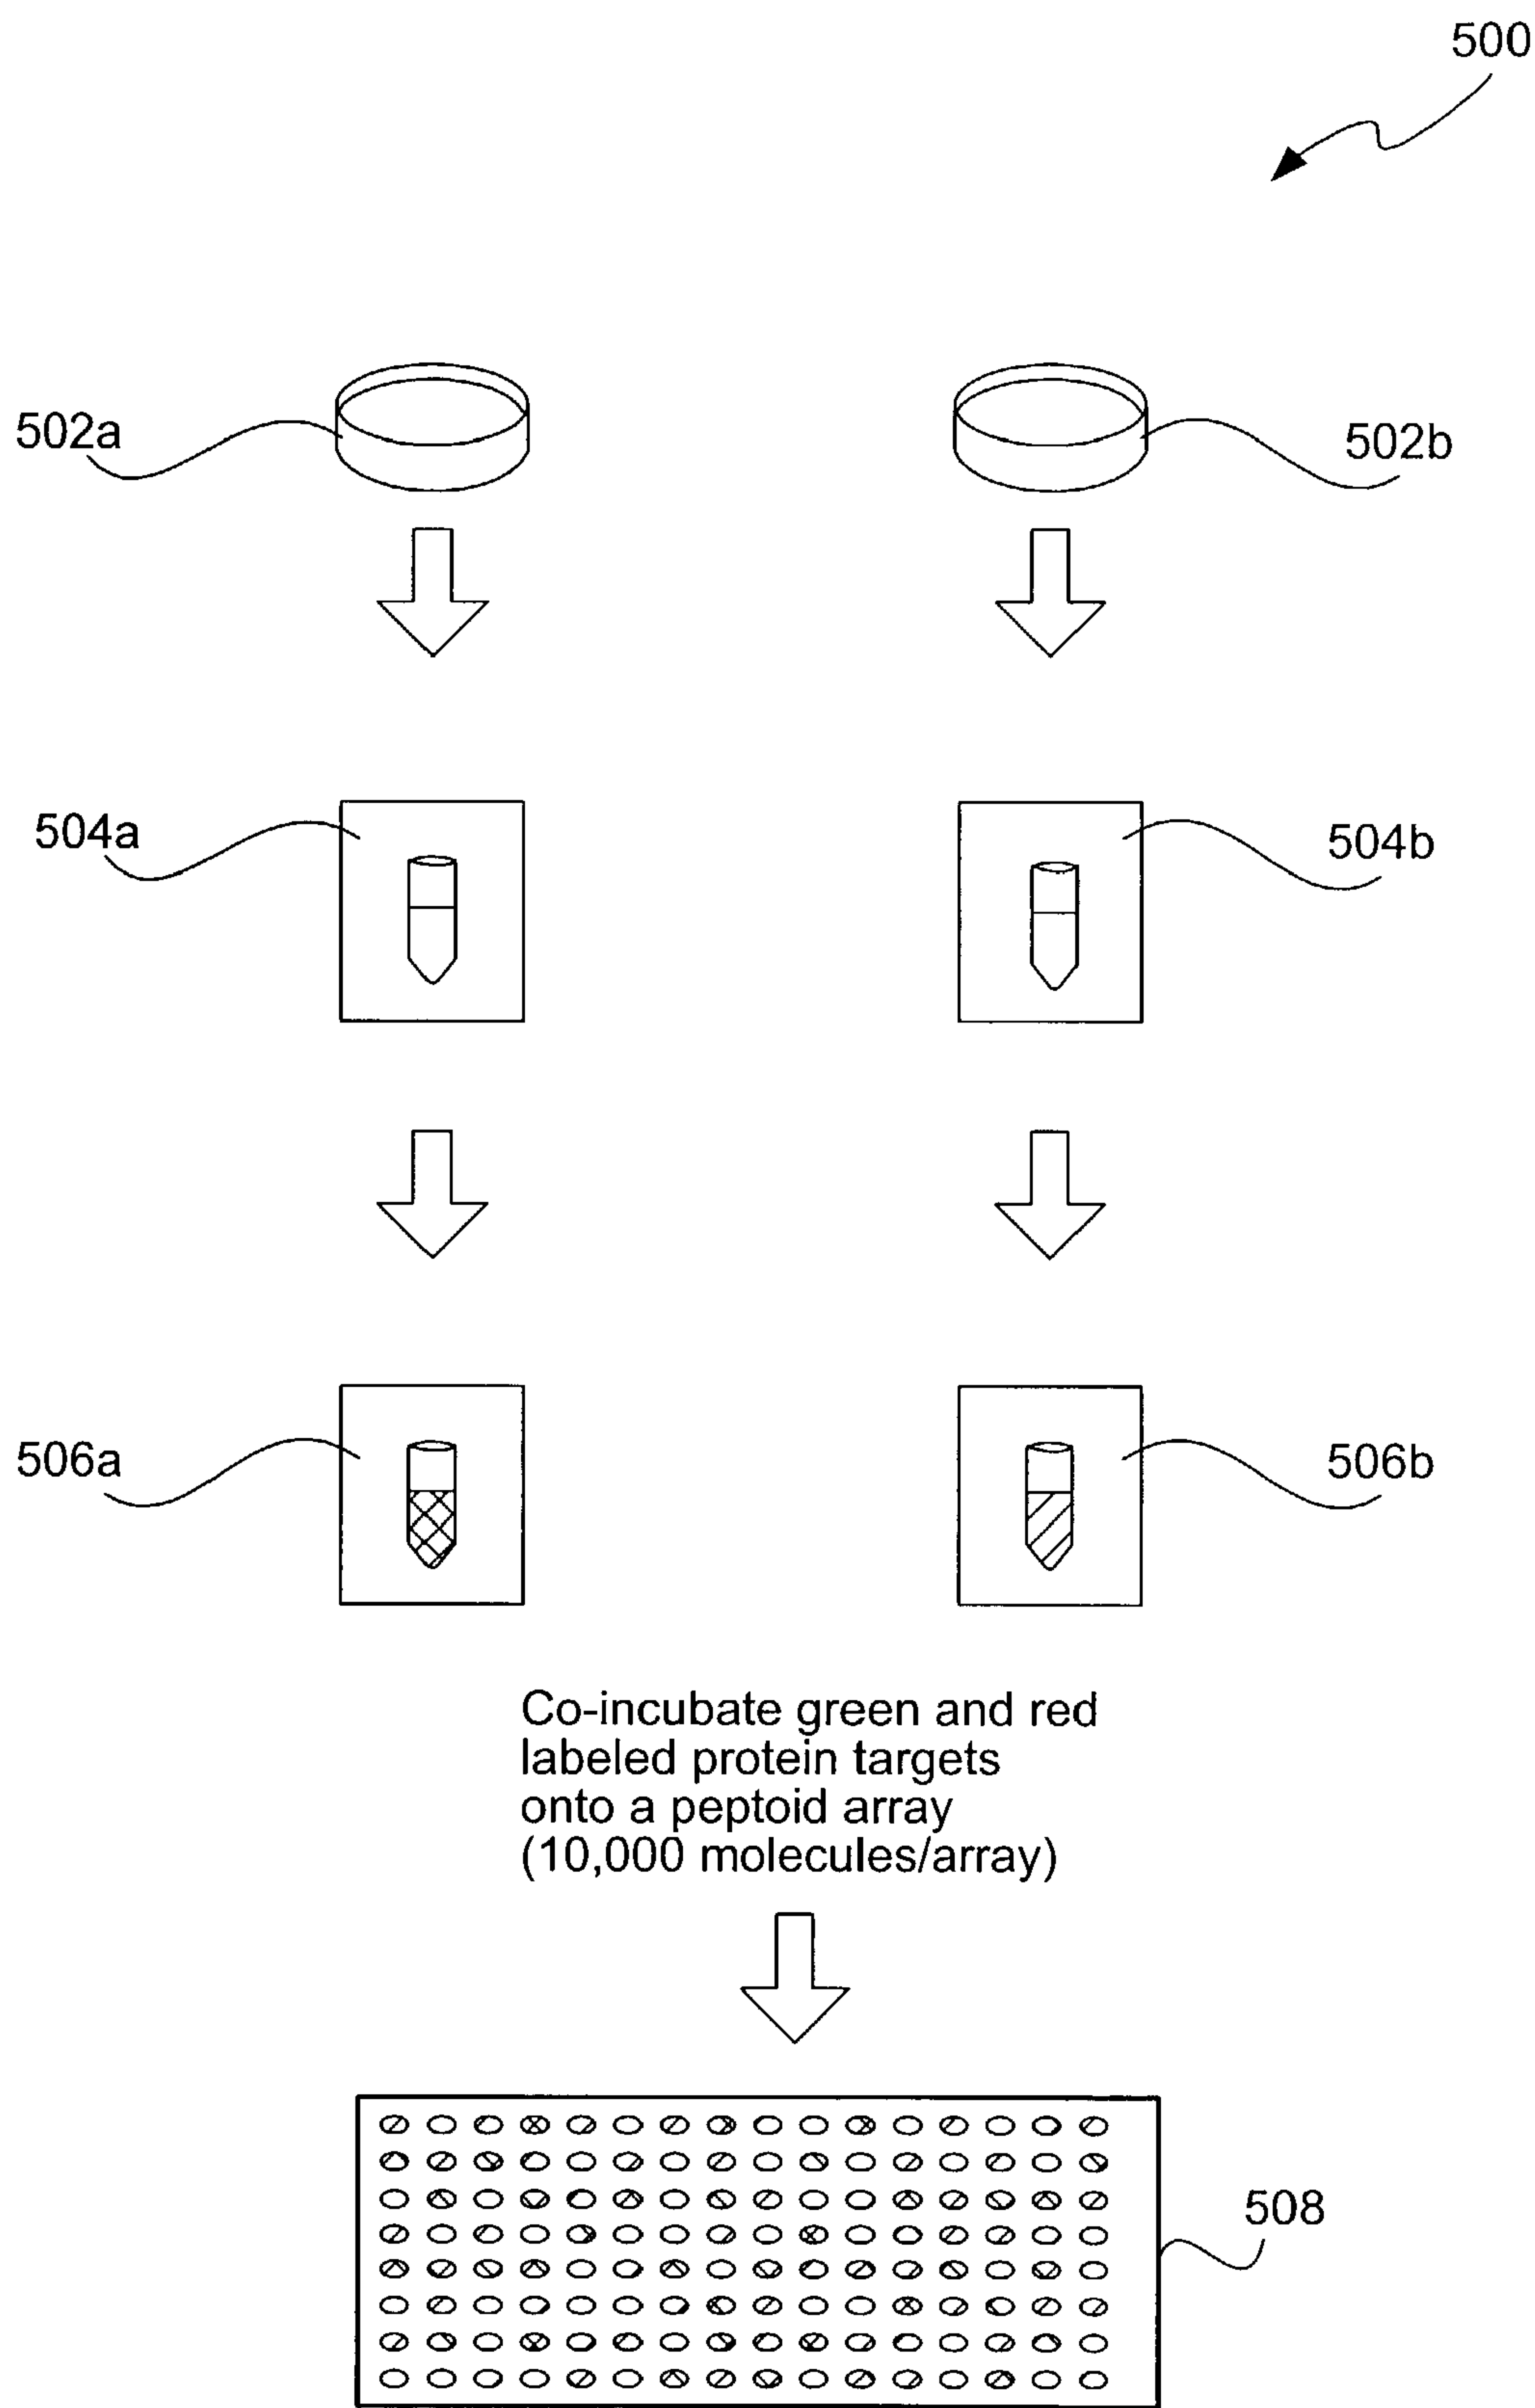 500
502a
502b
504a
504b
506a
506b
Co-incubate green and red
labeled protein targets
onto a peptoid array
(10,000 molecules/array)
508